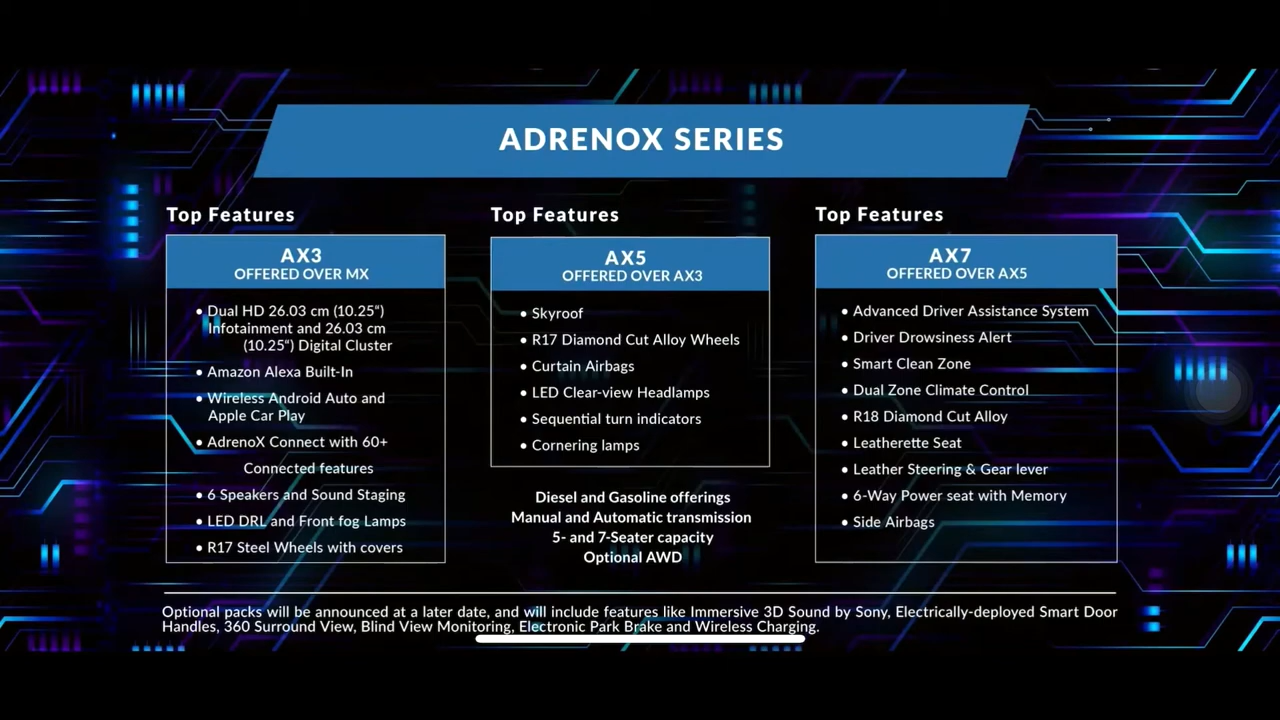 ADRENOX SERIES
Top Features
AX3
OFFERED OVER MX
• Dual HD 26.03 cm (10.25“)
Infotainment and 26.03 cm
(10.25“) Digital Cluster
• Amazon Alexa Built-In
• Wireless Android Auto and
Apple Car Play
• AdrenoX Connect with 60+
Connected features
• 6 Speakers and Sound Staging
• LED DRL and Front fog Lamps
• R17 Steel Wheels with covers
Top Features
AX5
OFFERED OVER AX3
• Skyroof
• R17 Diamond Cut Alloy Wheels
• Curtain Airbags
• LED Clear-view Headlamps
• Sequential turn indicators
• Cornering lamps
Diesel and Gasoline offerings
Manual and Automatic transmission
5- and 7-Seater capacity
Optional AWD
Top Features
AX7
OFFERED OVER AX5
• Advanced Driver Assistance System
• Driver Drowsiness Alert
• Smart Clean Zone
• Dual Zone Climate Control
• R18 Diamond Cut Alloy
• Leatherette Seat
• Leather Steering & Gear lever
• 6-Way Power seat with Memory
• Side Airbags
Optional packs will be announced at a later date, and will include features like Immersive 3D Sound by Sony, Electrically-deployed Smart Door
Handles, 360 Surround View, Blind View Monitoring, Electronic Park Brake and Wireless Charging.